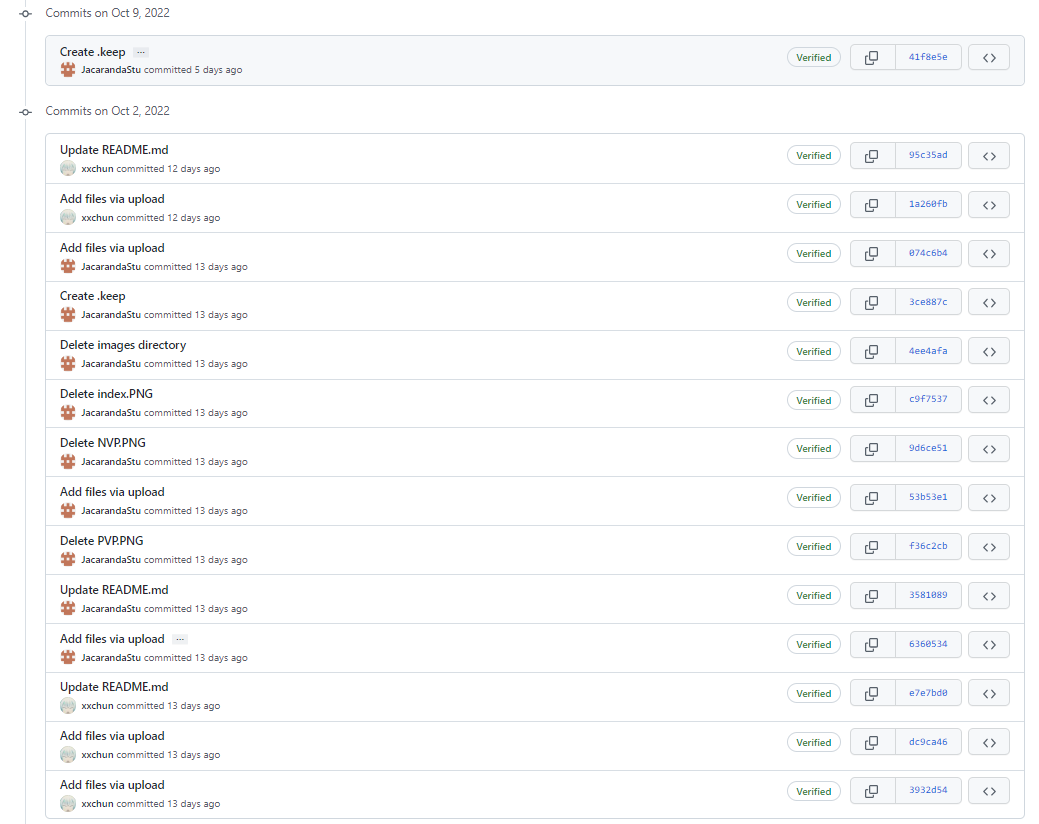 Commits on Oct 9, 2022
Create .keep ...
Verified
41f8e5e
JacarandaStu committed 5 days ago
Commits on Oct 2, 2022
Update README.md
Verified
95c35ad
xxchun committed 12 days ago
Add files via upload
Verified
1a260fb
xxchun committed 12 days ago
Add files via upload
Verified
074c6b4
JacarandaStu committed 13 days ago
Create .keep
Verified
3ce887c
JacarandaStu committed 13 days ago
Delete images directory
Verified
4ee4afa
JacarandaStu committed 13 days ago
Delete index.PNG
Verified
c9f7537
JacarandaStu committed 13 days ago
Delete NVP.PNG
Verified
9d6ce51
JacarandaStu committed 13 days ago
Add files via upload
Verified
53b53e1
JacarandaStu committed 13 days ago
Delete PVP.PNG
Verified
f36c2cb
JacarandaStu committed 13 days ago
Update README.md
Verified
3581089
JacarandaStu committed 13 days ago
Add files via upload ...
Verified
6360534
JacarandaStu committed 13 days ago
Update README.md
Verified
e7e7bd0
xxchun committed 13 days ago
Add files via upload
Verified
dc9ca46
xxchun committed 13 days ago
Add files via upload
Verified
3932d54
xxchun committed 13 days ago